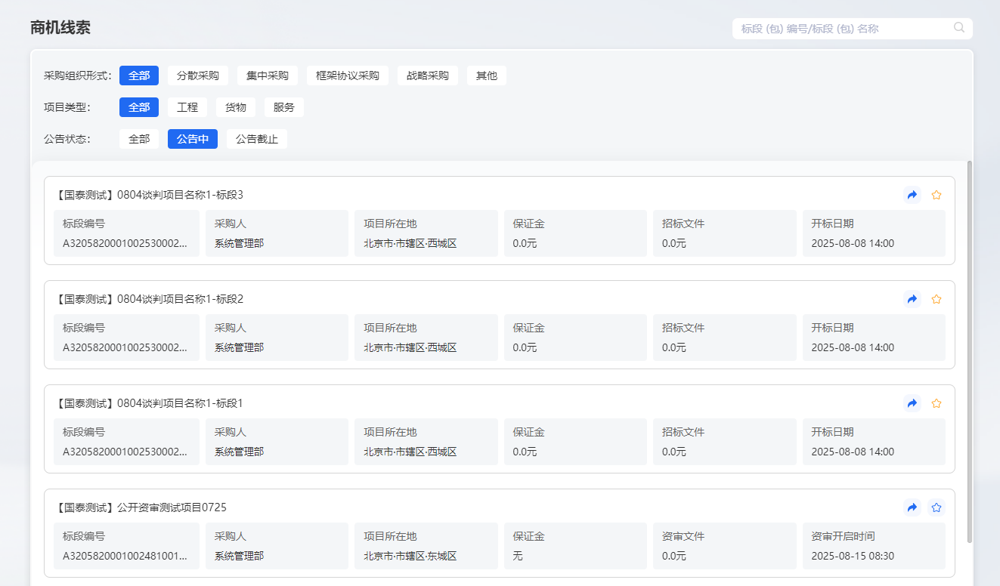 商机线索
标段 (包) 编号/标段 (包) 名称
采购组织形式： 全部 分散采购 集中采购 框架协议采购 战略采购 其他
项目类型： 全部 工程 货物 服务
公告状态： 全部 公告中 公告截止
【国泰测试】0804谈判项目名称1-标段3
标段编号 采购人 项目所在地 保证金 招标文件 开标日期
A3205820001002530002... 系统管理部 北京市·市辖区·西城区 0.0元 0.0元 2025-08-08 14:00
【国泰测试】0804谈判项目名称1-标段2
标段编号 采购人 项目所在地 保证金 招标文件 开标日期
A3205820001002530002... 系统管理部 北京市·市辖区·西城区 0.0元 0.0元 2025-08-08 14:00
【国泰测试】0804谈判项目名称1-标段1
标段编号 采购人 项目所在地 保证金 招标文件 开标日期
A3205820001002530002... 系统管理部 北京市·市辖区·西城区 0.0元 0.0元 2025-08-08 14:00
【国泰测试】公开资审测试项目0725
标段编号 采购人 项目所在地 保证金 资审文件 资审开启时间
A3205820001002481001... 系统管理部 北京市·市辖区·东城区 无 0.0元 2025-08-15 08:30